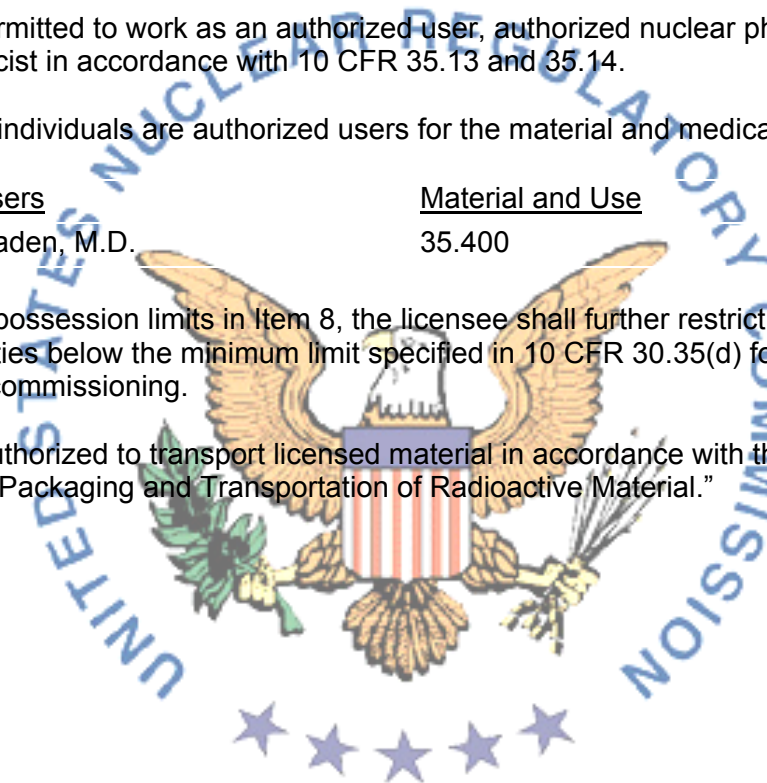 rmitted to work as an authorized user, authorized nuclear ph
cist in accordance with 10 CFR 35.13 and 35.14.
individuals are authorized users for the material and medica
sers Material and Use
aden, M.D. 35.400
possession limits in Item 8, the licensee shall further restrict
ties below the minimum limit specified in 10 CFR 30.35(d) fo
commissioning.
uthorized to transport licensed material in accordance with th
Packaging and Transportation of Radioactive Material.”
UNITED STATES NUCLEAR REGULATORY COMMISSION